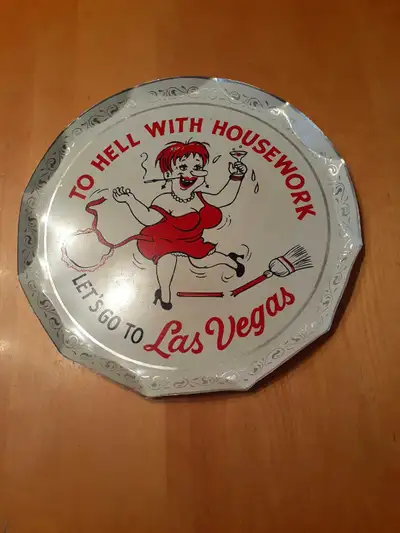 TO HELL WITH HOUSEWORK
LET'S GO TO
Las Vegas